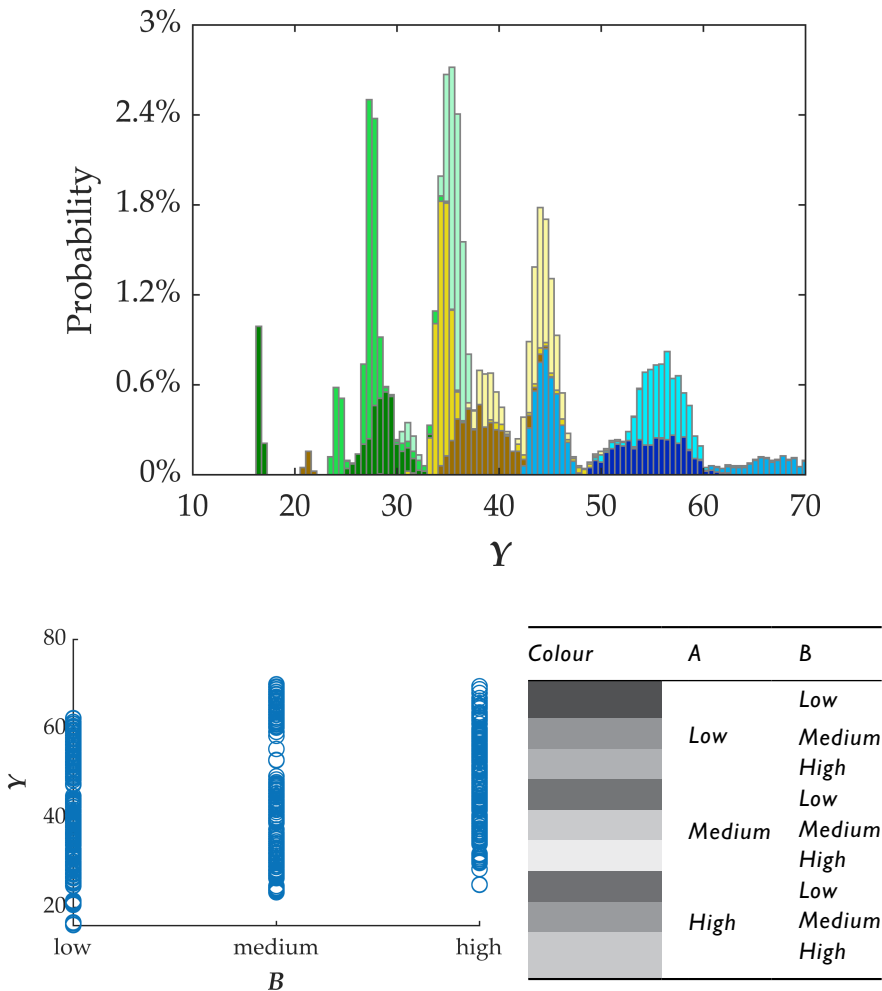 3%
2.4%
1.8%
1.2%
0.6%
0%
Probability
10 20 30 40 50 60 70
Υ
80
60
40
20
Υ
low medium high
B
Colour A B
Low
Low Medium
High
Low
Medium Medium
High
Low
High Medium
High